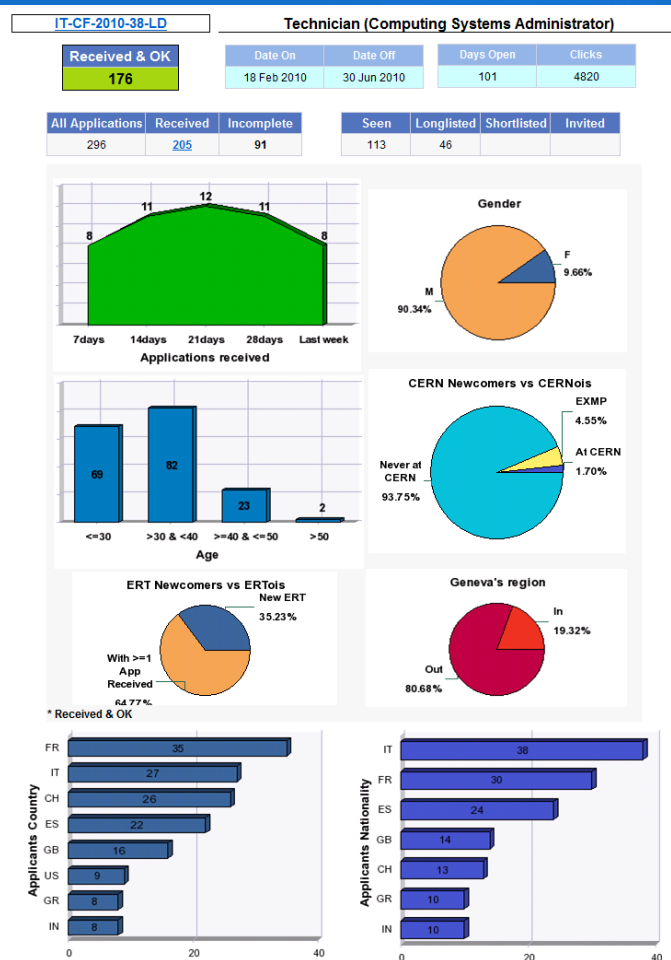 IT-CF-2010-38-LD Technician (Computing Systems Administrator)
Received & OK
176
Date On Date Off
18 Feb 2010 30 Jun 2010
Days Open Clicks
101 4820
All Applications Received Incomplete
296 205 91
Seen Longlisted Shortlisted Invited
113 46
8 11 12 11 8
7days 14days 21days 28days Last week
Applications received
Gender
F
9.66%
M
90.34%
69 82 23 2
<=30 >30 & <40 >=40 & <=50 >50
Age
CERN Newcomers vs CERNois
EXMP
4.55%
At CERN
1.70%
Never at
CERN
93.75%
ERT Newcomers vs ERTois
New ERT
35.23%
With >=1
App
Received
64.77%
Geneva's region
In
19.32%
Out
80.68%
* Received & OK
Applicants Country
FR 35
IT 27
CH 26
ES 22
GB 16
US 9
GR 8
IN 8
0 20 40
Applicants Nationality
IT 38
FR 30
ES 24
GB 14
CH 13
GR 10
IN 10
0 20 40